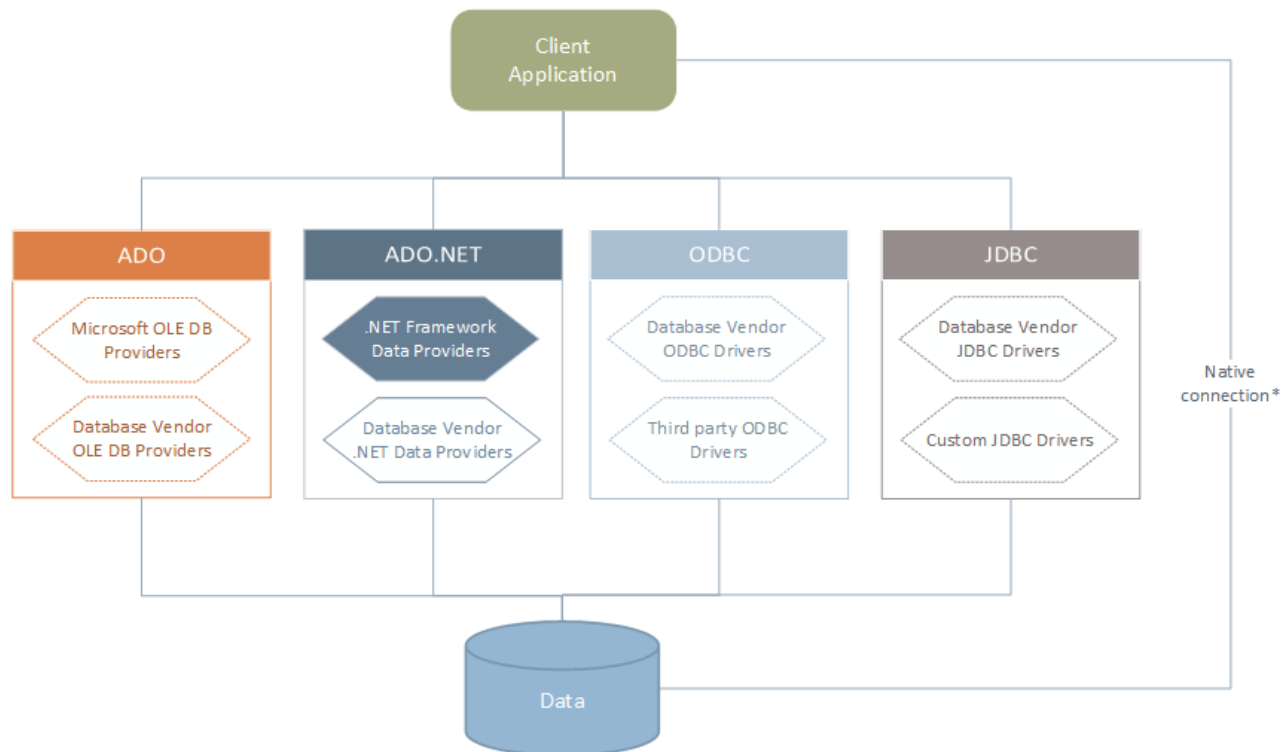 Client
Application
ADO
ADO.NET
ODBC
JDBC
Microsoft OLE DB
Providers
.NET Framework
Data Providers
Database Vendor
ODBC Drivers
Database Vendor
JDBC Drivers
Native
connection*
Database Vendor
OLE DB Providers
Database Vendor
.NET Data Providers
Third party ODBC
Drivers
Custom JDBC Drivers
Data